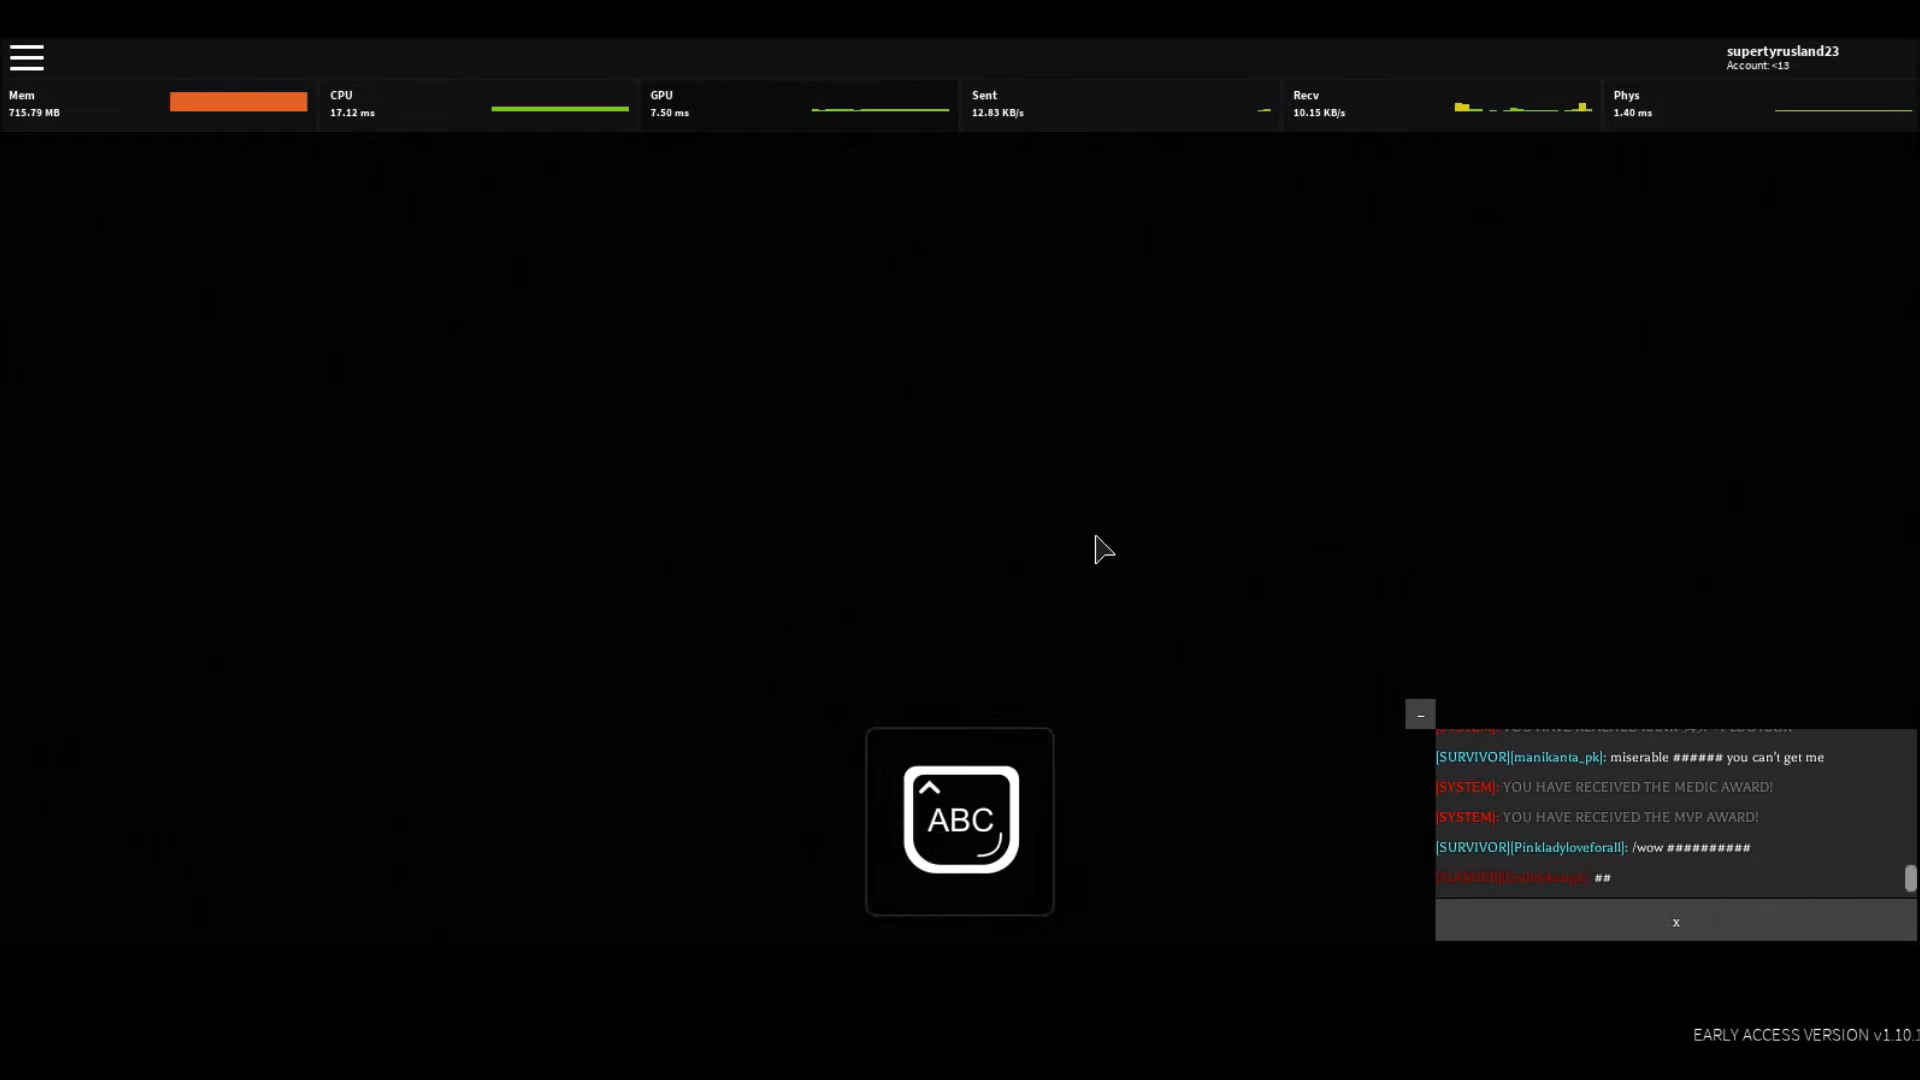 supertyrusland23
Account: <13
Mem
715.79 MB
CPU
17.12 ms
GPU
7.50 ms
Sent
12.83 KB/s
Recv
10.15 KB/s
Phys
1.40 ms
-
[SURVIVOR][manikanta_pk]: miserable ###### you can't get me
[SYSTEM]: YOU HAVE RECEIVED THE MEDIC AWARD!
[SYSTEM]: YOU HAVE RECEIVED THE MVP AWARD!
[SURVIVOR][Pinkladyloveforall]: /wow ##########
##
x
ABC
EARLY ACCESS VERSION v1.10.1